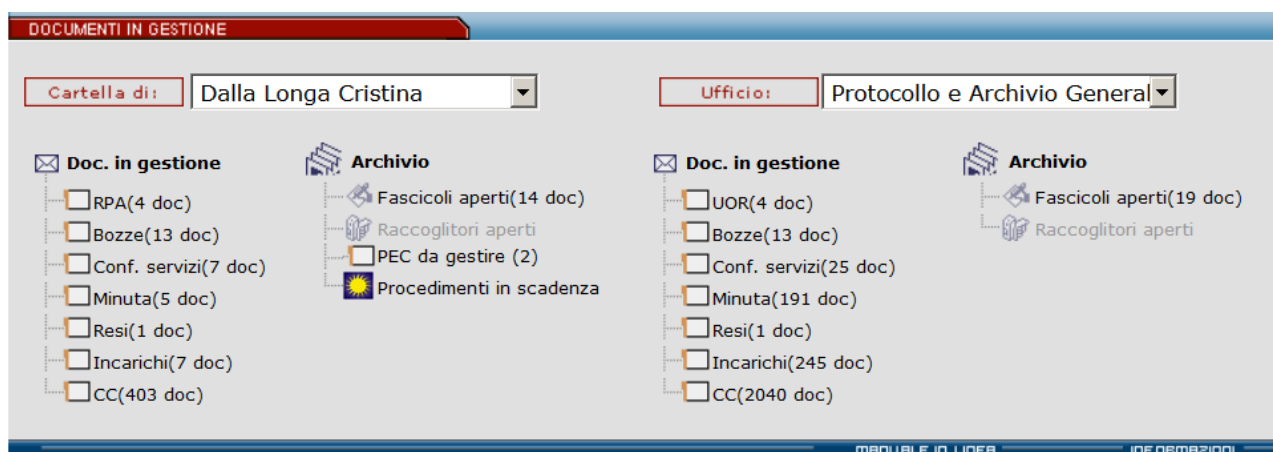 DOCUMENTI IN GESTIONE
Cartella di:
Dalla Longa Cristina
Doc. in gestione
RPA(4 doc)
Bozze(13 doc)
Conf. servizi(7 doc)
Minuta(5 doc)
Resi(1 doc)
Incarichi(7 doc)
CC(403 doc)
Archivio
Fascicoli aperti(14 doc)
Raccoglitori aperti
PEC da gestire (2)
Procedimenti in scadenza
Ufficio:
Protocollo e Archivio General
Doc. in gestione
UOR(4 doc)
Bozze(13 doc)
Conf. servizi(25 doc)
Minuta(191 doc)
Resi(1 doc)
Incarichi(245 doc)
CC(2040 doc)
Archivio
Fascicoli aperti(19 doc)
Raccoglitori aperti
MANUALE IN LINEA
INFORMAZIONI